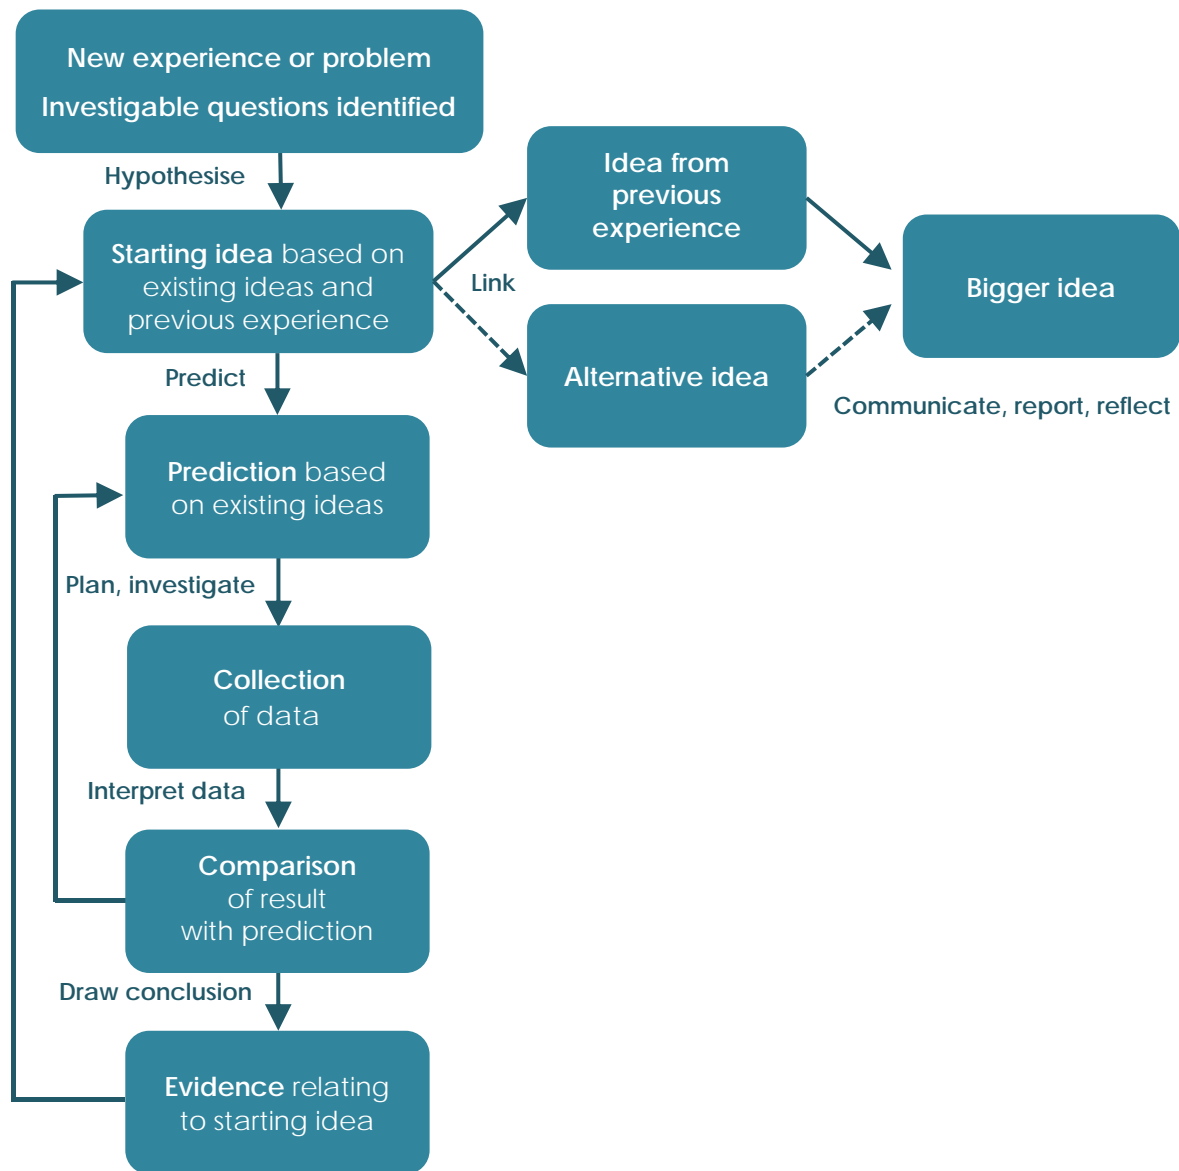 New experience or problem
Investigable questions identified
Hypothesise
Starting idea based on
existing ideas and
previous experience
Link
Idea from
previous
experience
Alternative idea
Bigger idea
Communicate, report, reflect
Predict
Prediction based
on existing ideas
Plan, investigate
Collection
of data
Interpret data
Comparison
of result
with prediction
Draw conclusion
Evidence relating
to starting idea